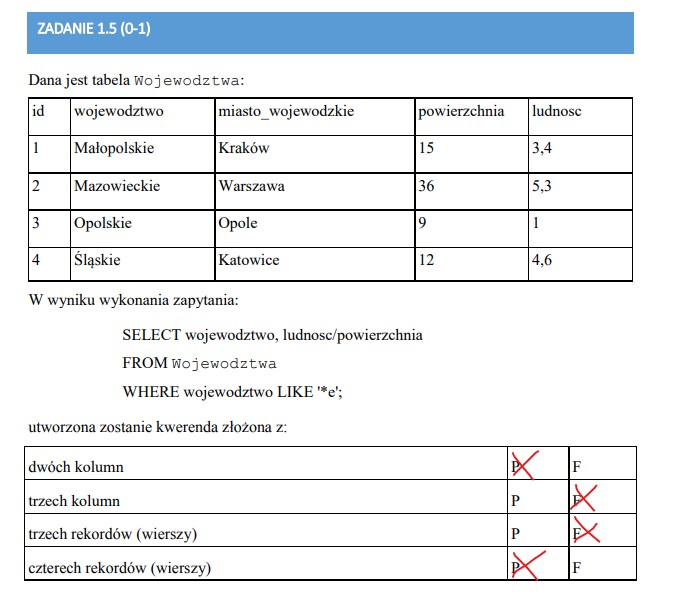 ZADANIE 1.5 (0-1)
Dana jest tabela Wojewodztwa:
id wojewodztwo miasto_wojewodzkie powierzchnia ludnosc
1 Małopolskie Kraków 15 3,4
2 Mazowieckie Warszawa 36 5,3
3 Opolskie Opole 9 1
4 Śląskie Katowice 12 4,6
W wyniku wykonania zapytania:
SELECT wojewodztwo, ludnosc/powierzchnia
FROM Wojewodztwa
WHERE wojewodztwo LIKE '*e';
utworzona zostanie kwerenda złożona z:
dwóch kolumn P F
trzech kolumn P F
trzech rekordów (wierszy) P F
czterech rekordów (wierszy) P F